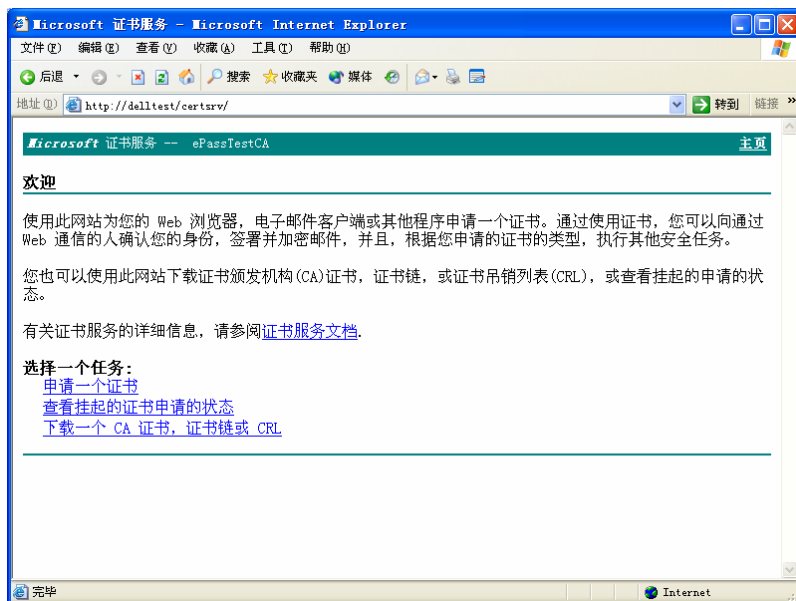 Microsoft 证书服务 - Microsoft Internet Explorer
文件(F) 编辑(E) 查看(V) 收藏(A) 工具(T) 帮助(H)
后退 搜索 收藏夹 媒体
地址(D) http://delltest/certsrv/ 转到 链接 »
Microsoft 证书服务 -- ePassTestCA 主页
欢迎
使用此网站为您的 Web 浏览器，电子邮件客户端或其他程序申请一个证书。通过使用证书，您可以向通过
Web 通信的人确认您的身份，签署并加密邮件，并且，根据您申请的证书的类型，执行其他安全任务。
您也可以使用此网站下载证书颁发机构(CA)证书，证书链，或证书吊销列表(CRL)，或查看挂起的申请的状
态。
有关证书服务的详细信息，请参阅证书服务文档.
选择一个任务:
申请一个证书
查看挂起的证书申请的状态
下载一个 CA 证书，证书链或 CRL
完毕 Internet